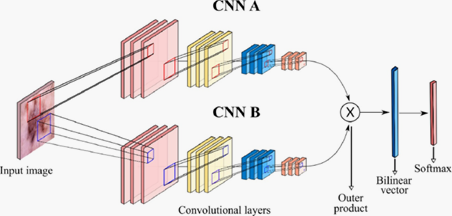 CNN A
CNN B
X
Input image
Convolutional layers
Outer
product
Bilinear
vector
Softmax